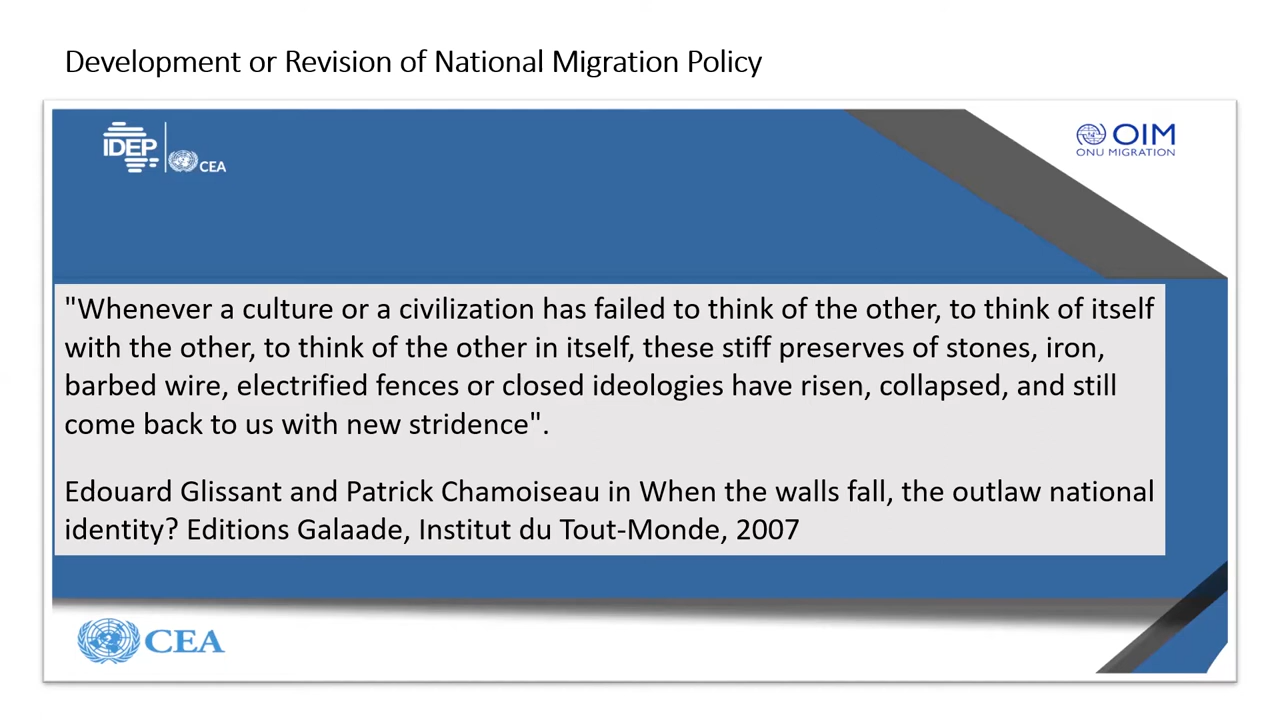 Development or Revision of National Migration Policy
IDEP
CEA
OIM
ONU MIGRATION
"Whenever a culture or a civilization has failed to think of the other, to think of itself
with the other, to think of the other in itself, these stiff preserves of stones, iron,
barbed wire, electrified fences or closed ideologies have risen, collapsed, and still
come back to us with new stridence".
Edouard Glissant and Patrick Chamoiseau in When the walls fall, the outlaw national
identity? Editions Galaade, Institut du Tout-Monde, 2007
CEA